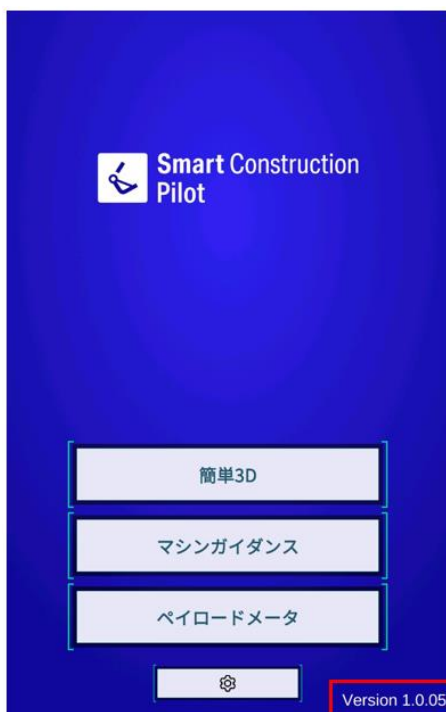 Smart Construction
Pilot
簡単3D
マシンガイダンス
ペイロードメータ
Version 1.0.05